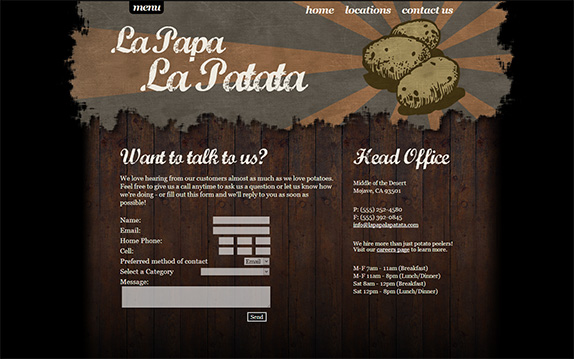 menu
home locations contact us
La Papa
La Patata
Want to talk to us?
We love hearing from our customers almost as much as we love potatoes.
Feel free to give us a call anytime to ask us a question or let us know how
we're doing - or fill out this form and we'll reply to you as soon as
possible!
Name:
Email:
Home Phone:
Cell:
Preferred method of contact Email
Select a Category
Message:
Send
Head Office
Middle of the Desert
Mojave, CA 93501
P: (555) 252-4580
F: (555) 392-0845
info@lapapalapatata.com
We hire more than just potato peelers!
Visit our careers page to learn more.
M-F 7am - 11am (Breakfast)
M-F 11am - 8pm (Lunch/Dinner)
Sat 8am - 12pm (Breakfast)
Sat 12pm - 8pm (Lunch/Dinner)